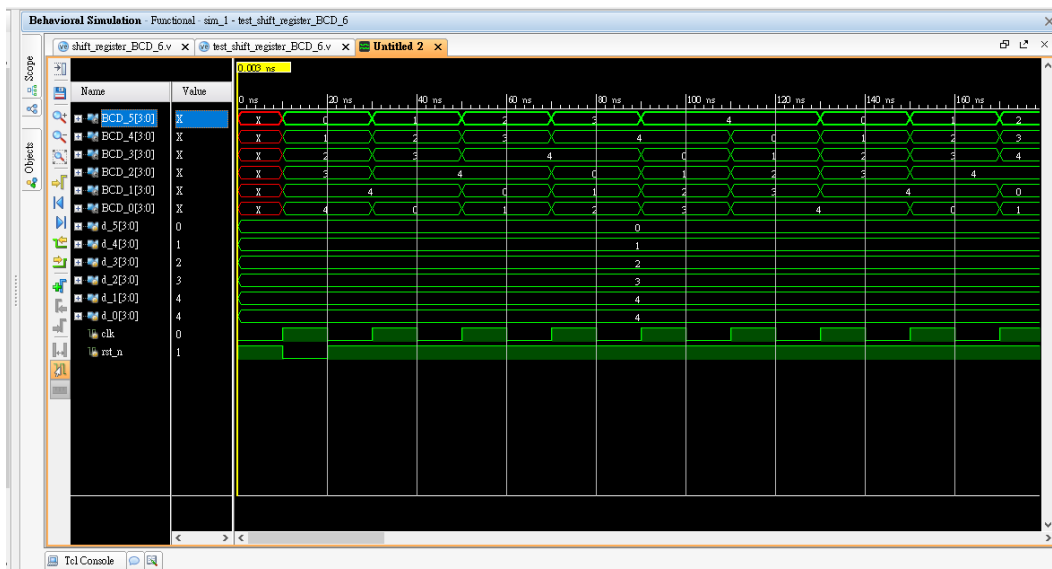 Behavioral Simulation - Functional - sim_1 - test_shift_register_BCD_6
shift_register_BCD_6.v × test_shift_register_BCD_6.v × Untitled 2 ×
Scope
Objects
0.003 ns
Name Value
0 ns 20 ns 40 ns 60 ns 80 ns 100 ns 120 ns 140 ns 160 ns
BCD_5[3:0] X X 0 1 2 3 4 0 1 2
BCD_4[3:0] X X 1 2 3 4 0 1 2 3
BCD_3[3:0] X X 2 3 4 0 1 2 3 4
BCD_2[3:0] X X 3 4 0 1 2 3 4
BCD_1[3:0] X X 4 0 1 2 3 4 0
BCD_0[3:0] X X 4 0 1 2 3 4 0 1
d_5[3:0] 0 0
d_4[3:0] 1 1
d_3[3:0] 2 2
d_2[3:0] 3 3
d_1[3:0] 4 4
d_0[3:0] 4 4
clk 0
rst_n 1
Tcl Console